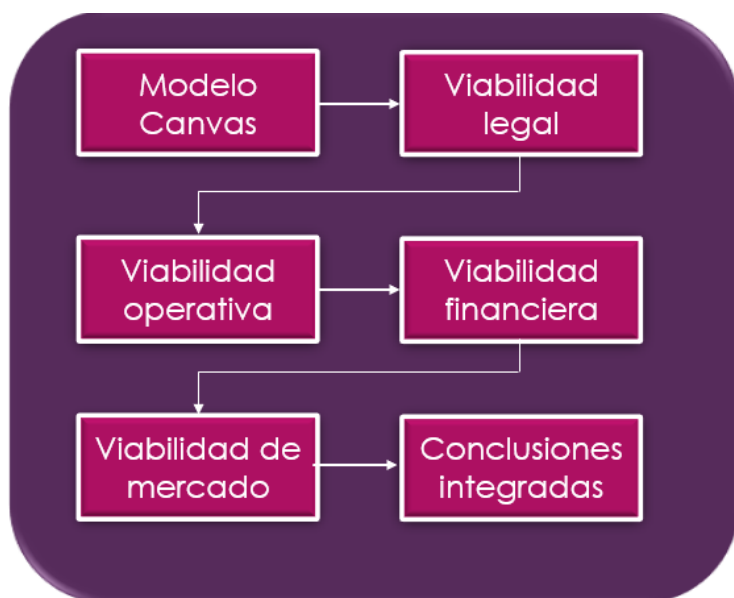 Modelo
Canvas
Viabilidad
legal
Viabilidad
operativa
Viabilidad
financiera
Viabilidad de
mercado
Conclusiones
integradas